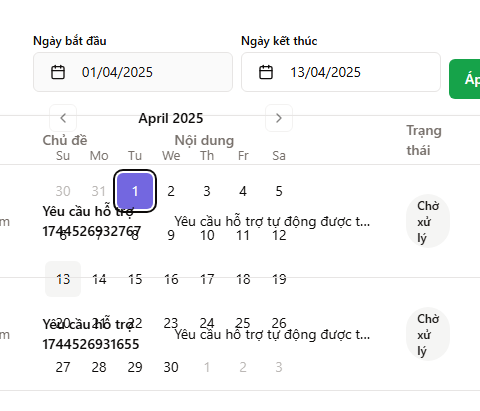 Ngày bắt đầu Ngày kết thúc
01/04/2025 13/04/2025 Áp
April 2025
Chủ đề Nội dung Trạng thái
Su Mo Tu We Th Fr Sa
30 31 1 2 3 4 5
Yêu cầu hỗ trợ
1744526932767
Yêu cầu hỗ trợ tự động được t...
Chờ
xử
lý
m
6 7 8 9 10 11 12
13 14 15 16 17 18 19
20 21 22 23 24 25 26
Yêu cầu hỗ trợ
1744526931655
Yêu cầu hỗ trợ tự động được t...
Chờ
xử
lý
m
27 28 29 30 1 2 3